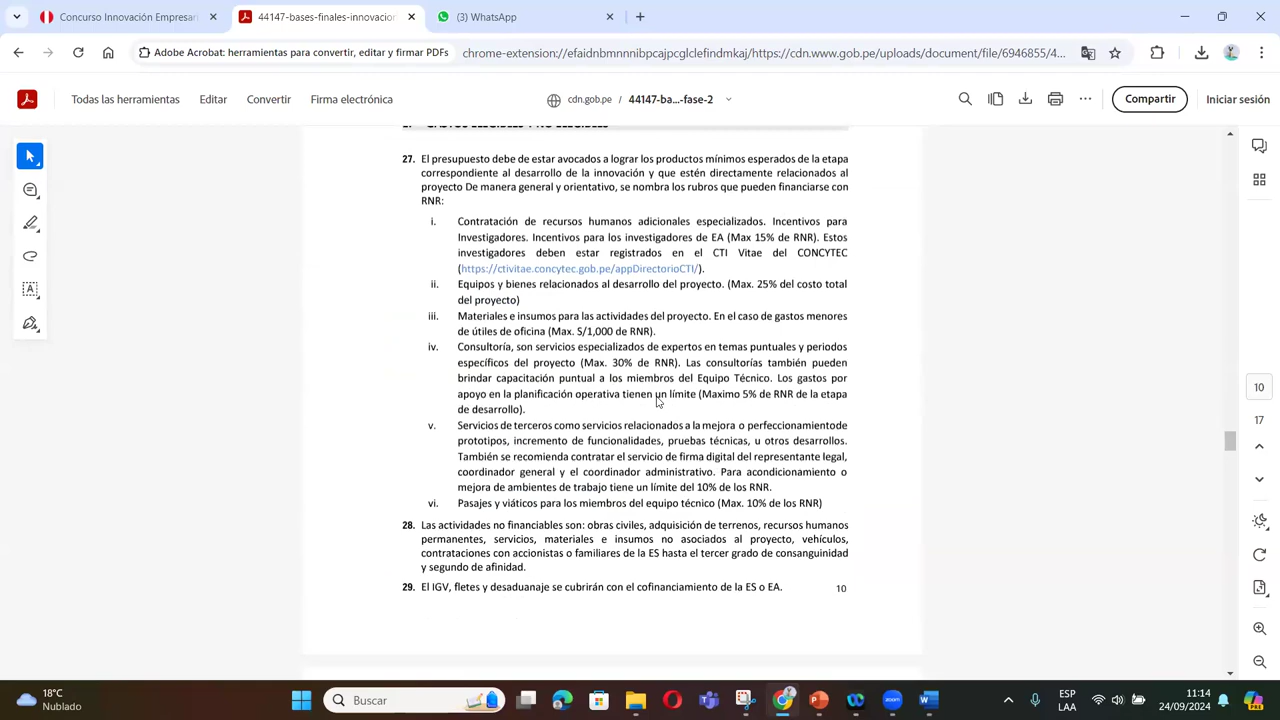 Concurso Innovación Empresar
44147-bases-finales-innovacion
(3) WhatsApp
Adobe Acrobat: herramientas para convertir, editar y firmar PDFs
chrome-extension://efaidnbmnnnibpcajpcglclefindmkaj/https://cdn.www.gob.pe/uploads/document/file/6946855/4...
Todas las herramientas
Editar
Convertir
Firma electrónica
cdn.gob.pe / 44147-ba...-fase-2
Compartir
Iniciar sesión
27. El presupuesto debe de estar avocados a lograr los productos mínimos esperados de la etapa
correspondiente al desarrollo de la innovación y que estén directamente relacionados al
proyecto De manera general y orientativo, se nombra los rubros que pueden financiarse con
RNR:
i. Contratación de recursos humanos adicionales especializados. Incentivos para
Investigadores. Incentivos para los investigadores de EA (Max 15% de RNR). Estos
investigadores deben estar registrados en el CTI Vitae del CONCYTEC
(https://ctivitae.concytec.gob.pe/appDirectorioCTI/).
ii. Equipos y bienes relacionados al desarrollo del proyecto. (Max. 25% del costo total
del proyecto)
iii. Materiales e insumos para las actividades del proyecto. En el caso de gastos menores
de útiles de oficina (Max. S/1,000 de RNR).
iv. Consultoría, son servicios especializados de expertos en temas puntuales y periodos
específicos del proyecto (Max. 30% de RNR). Las consultorías también pueden
brindar capacitación puntual a los miembros del Equipo Técnico. Los gastos por
apoyo en la planificación operativa tienen un límite (Maximo 5% de RNR de la etapa
de desarrollo).
v. Servicios de terceros como servicios relacionados a la mejora o perfeccionamientode
prototipos, incremento de funcionalidades, pruebas técnicas, u otros desarrollos.
También se recomienda contratar el servicio de firma digital del representante legal,
coordinador general y el coordinador administrativo. Para acondicionamiento o
mejora de ambientes de trabajo tiene un límite del 10% de los RNR.
vi. Pasajes y viáticos para los miembros del equipo técnico (Max. 10% de los RNR)
28. Las actividades no financiables son: obras civiles, adquisición de terrenos, recursos humanos
permanentes, servicios, materiales e insumos no asociados al proyecto, vehículos,
contrataciones con accionistas o familiares de la ES hasta el tercer grado de consanguinidad
y segundo de afinidad.
29. El IGV, fletes y desaduanaje se cubrirán con el cofinanciamiento de la ES o EA.
10
10
17
18°C
Nublado
Buscar
ESP
LAA
11:14
24/09/2024